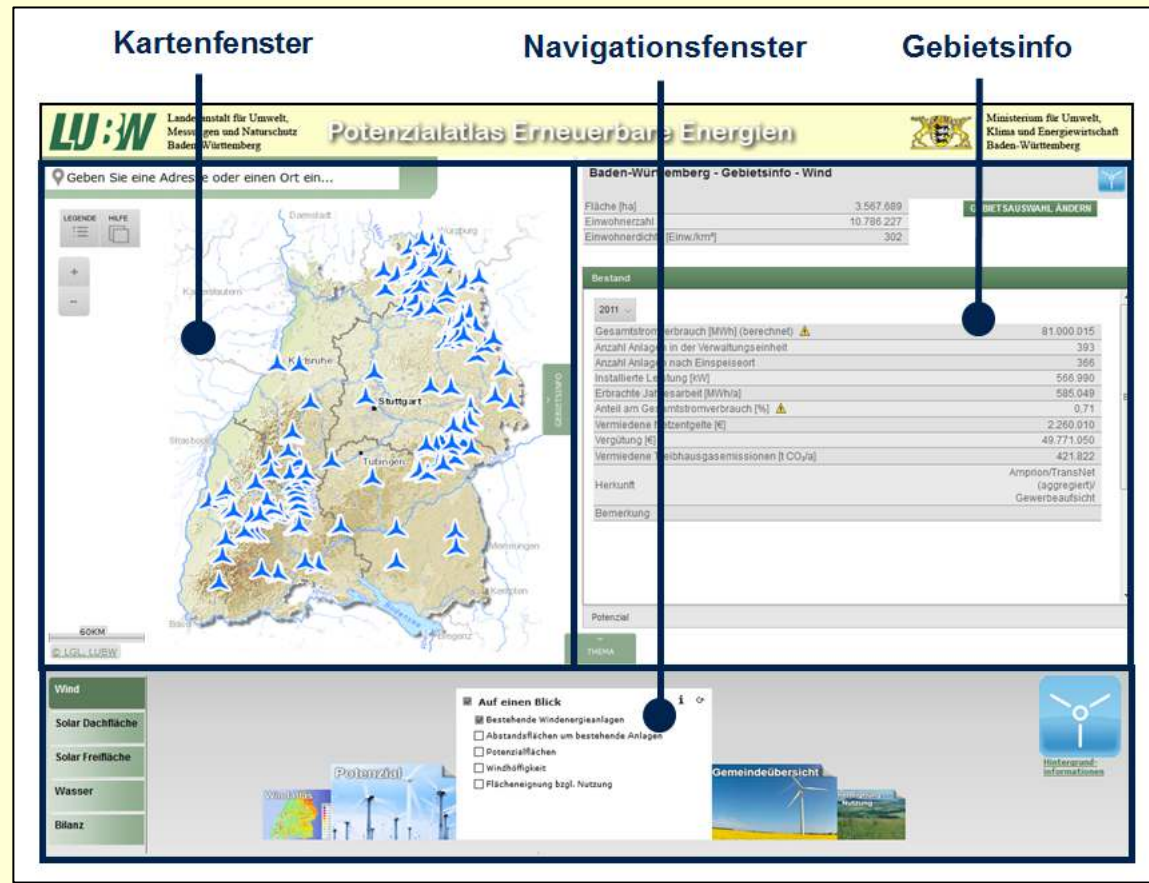 Kartenfenster
Navigationsfenster
Gebietsinfo
LUBW
Landesanstalt für Umwelt,
Messungen und Naturschutz
Baden-Württemberg
Potenzialatlas Erneuerbare Energien
Ministerium für Umwelt,
Klima und Energiewirtschaft
Baden-Württemberg
Geben Sie eine Adresse oder einen Ort ein...
LEGENDE
HILFE
+
−
Darmstadt
Würzburg
Kaiserslautern
Karlsruhe
Stuttgart
Strasbourg
Tübingen
Memmingen
Kempten
Bodensee
Basel
Bregenz
60KM
© LGL, LUBW
GEBIETSINFO
Baden-Württemberg - Gebietsinfo - Wind
Fläche [ha] 3.567.689
Einwohnerzahl 10.786.227
Einwohnerdichte [Einw./km²] 302
GEBIETSAUSWAHL ÄNDERN
Bestand
2011
Gesamtstromverbrauch [MWh] (berechnet) 81.000.015
Anzahl Anlagen in der Verwaltungseinheit 393
Anzahl Anlagen nach Einspeiseort 366
Installierte Leistung [kW] 566.990
Erbrachte Jahresarbeit [MWh/a] 585.049
Anteil am Gesamtstromverbrauch [%] 0,71
Vermiedene Netzentgelte [€] 2.260.010
Vergütung [€] 49.771.050
Vermiedene Treibhausgasemissionen [t CO₂/a] 421.822
Herkunft Amprion/TransNet
(aggregiert)/
Gewerbeaufsicht
Bemerkung
Potenzial
THEMA
Wind
Solar Dachfläche
Solar Freifläche
Wasser
Bilanz
Windatlas
Potenzial
Auf einen Blick
Bestehende Windenergieanlagen
Abstandsflächen um bestehende Anlagen
Potenzialflächen
Windhöffigkeit
Flächeneignung bzgl. Nutzung
Gemeindeübersicht
Nutzung
Hintergrund-
informationen